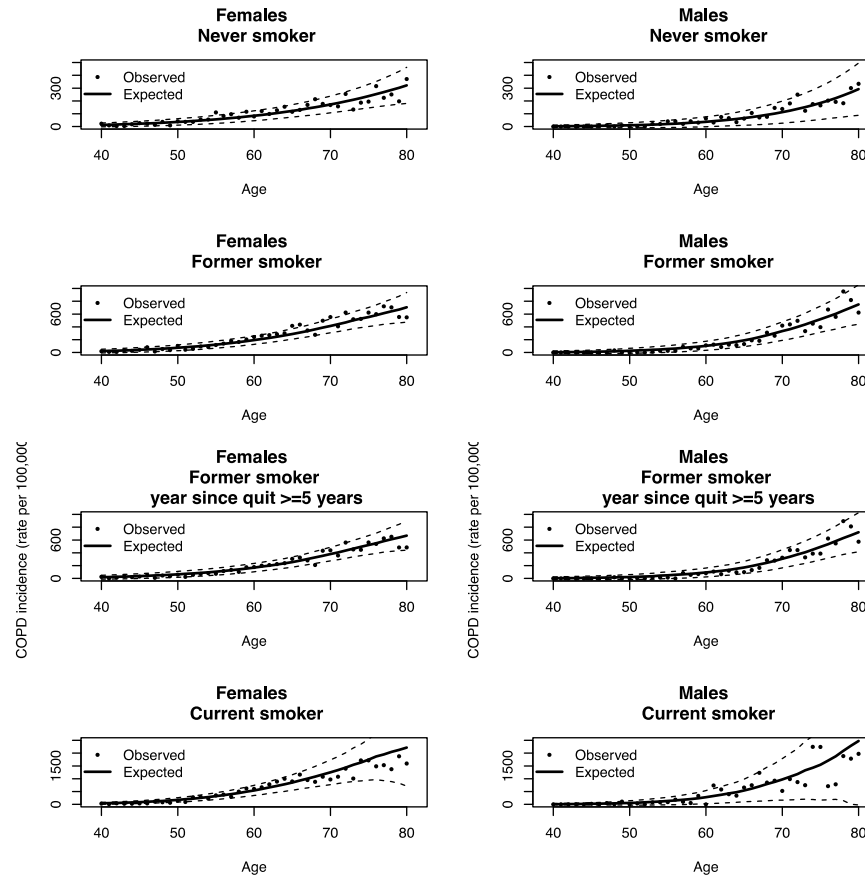 Females
Never smoker
Observed
Expected
300
0
40 50 60 70 80
Age
Males
Never smoker
Observed
Expected
300
0
40 50 60 70 80
Age
Females
Former smoker
Observed
Expected
600
0
40 50 60 70 80
Age
Males
Former smoker
Observed
Expected
600
0
40 50 60 70 80
Age
COPD incidence (rate per 100,000
Females
Former smoker
year since quit >=5 years
Observed
Expected
600
0
40 50 60 70 80
Age
COPD incidence (rate per 100,000
Males
Former smoker
year since quit >=5 years
Observed
Expected
600
0
40 50 60 70 80
Age
Females
Current smoker
Observed
Expected
1500
0
40 50 60 70 80
Age
Males
Current smoker
Observed
Expected
1500
0
40 50 60 70 80
Age